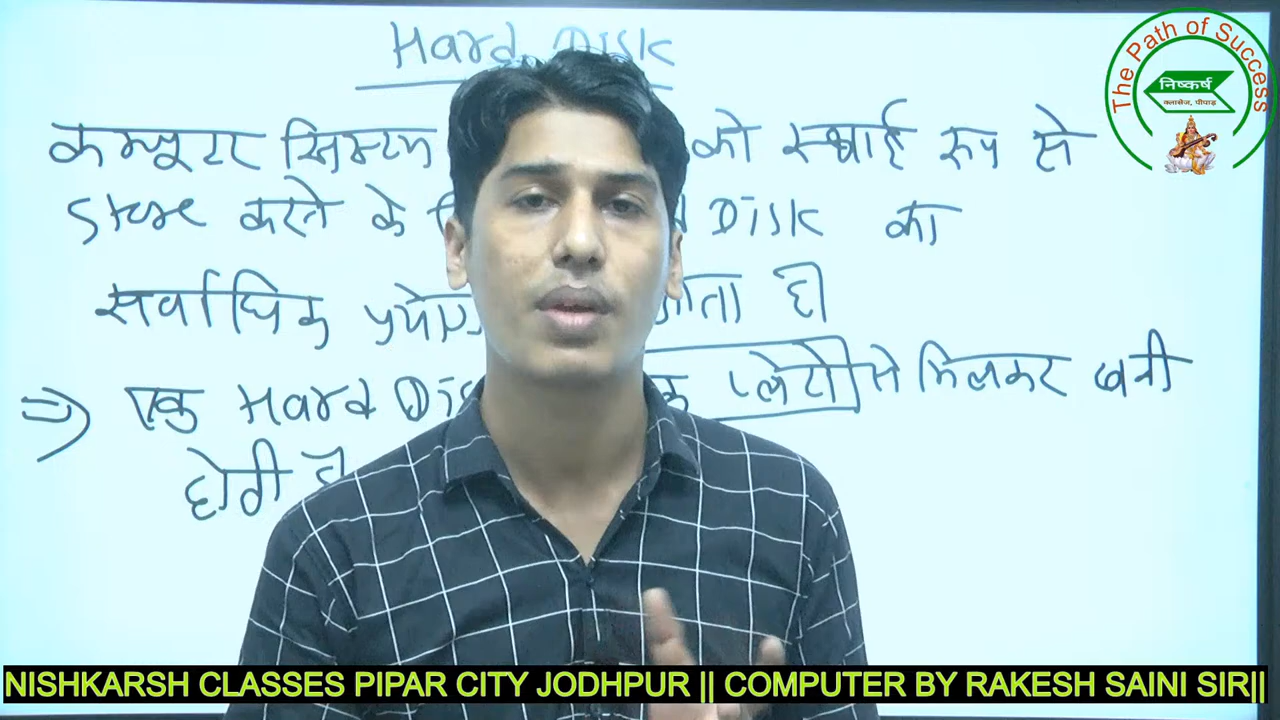 Hard Disk
कम्प्यूटर सिस्टम को स्थाई रूप से
Store करने के Disk का
सर्वाधिक प्रयोग जाता है
⇒ एक Hard Dis प्लेटो से मिलकर बनी
होती है
The Path of Success
निष्कर्ष
क्लासेज, पीपाड़
NISHKARSH CLASSES PIPAR CITY JODHPUR || COMPUTER BY RAKESH SAINI SIR||